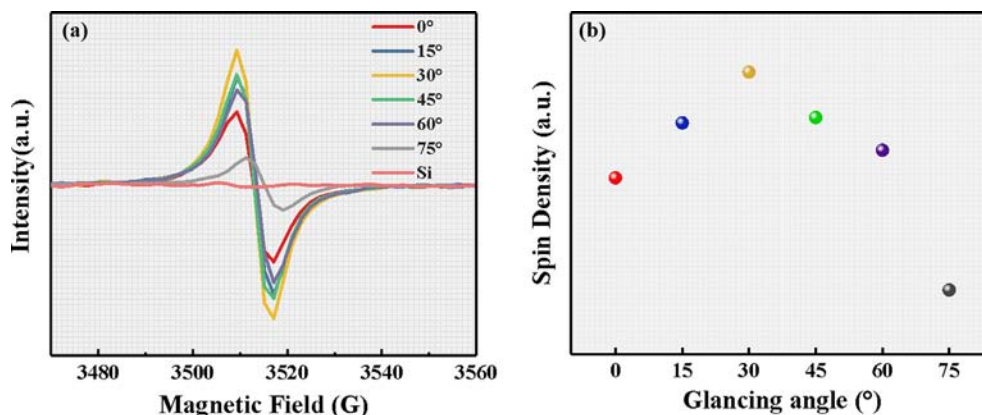 (a)
0°
15°
30°
45°
60°
75°
Si
Intensity(a.u.)
3480 3500 3520 3540 3560
Magnetic Field (G)
(b)
Spin Density (a.u.)
0 15 30 45 60 75
Glancing angle (°)